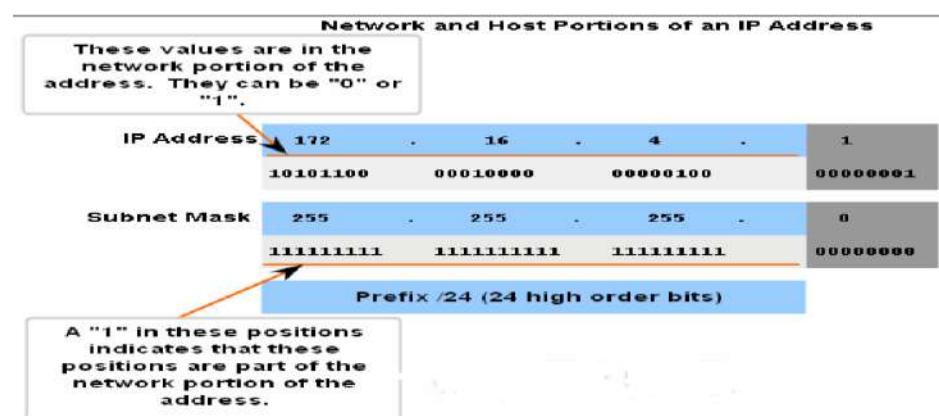 Network and Host Portions of an IP Address
These values are in the
network portion of the
address. They can be "0" or
"1".
IP Address 172 . 16 . 4 . 1
10101100 00010000 00000100 00000001
Subnet Mask 255 . 255 . 255 . 0
111111111 1111111111 111111111 00000000
Prefix /24 (24 high order bits)
A "1" in these positions
indicates that these
positions are part of the
network portion of the
address.